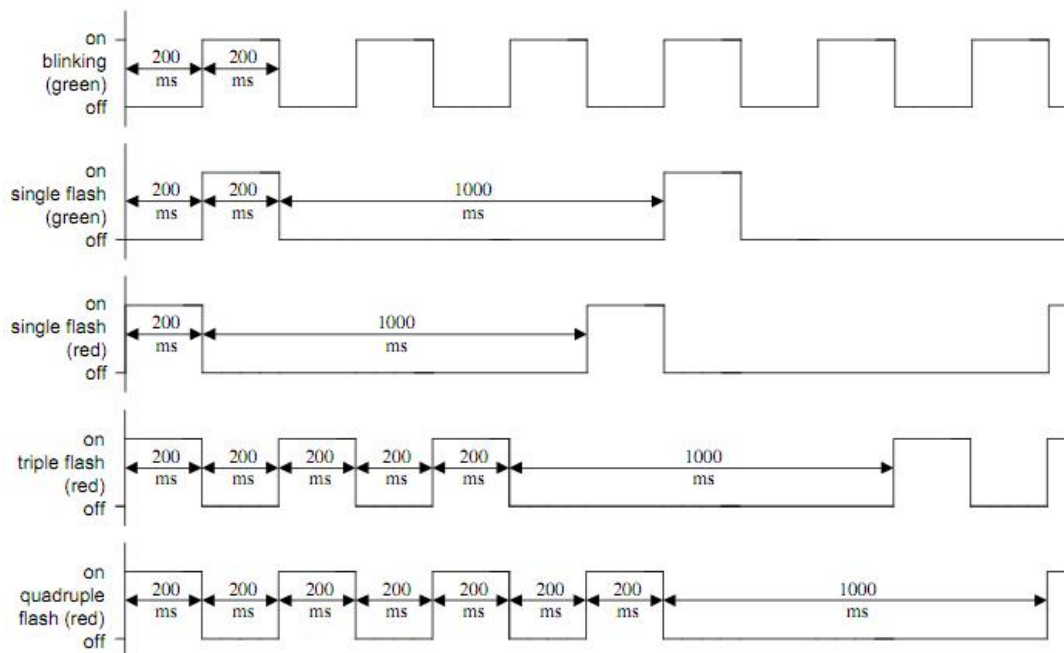 on
blinking
(green)
off
200
ms
200
ms
on
single flash
(green)
off
200
ms
200
ms
1000
ms
on
single flash
(red)
off
200
ms
1000
ms
on
triple flash
(red)
off
200
ms
200
ms
200
ms
200
ms
200
ms
1000
ms
on
quadruple
flash (red)
off
200
ms
200
ms
200
ms
200
ms
200
ms
200
ms
200
ms
1000
ms